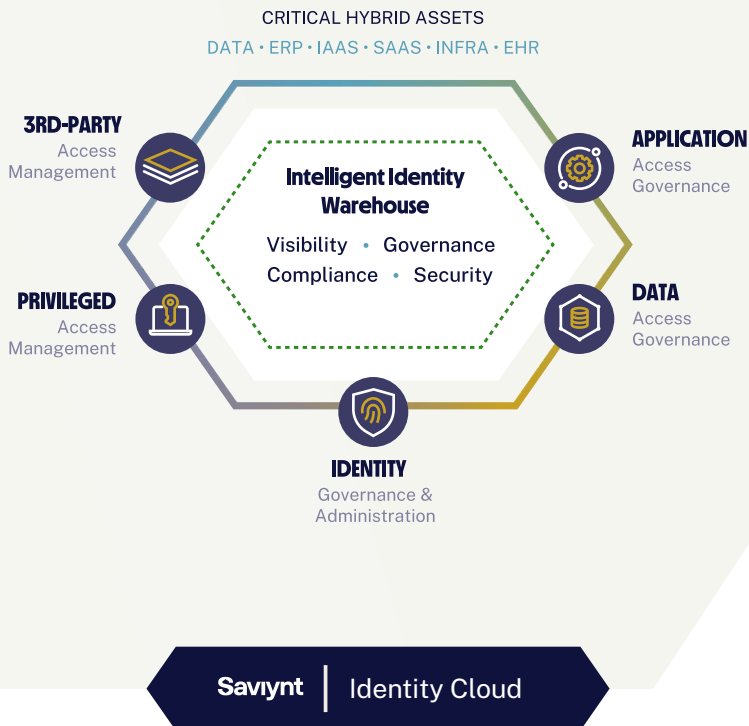 CRITICAL HYBRID ASSETS
DATA • ERP • IAAS • SAAS • INFRA • EHR
3RD-PARTY
Access
Management
APPLICATION
Access
Governance
Intelligent Identity
Warehouse
Visibility • Governance
Compliance • Security
PRIVILEGED
Access
Management
DATA
Access
Governance
IDENTITY
Governance &
Administration
Saviynt | Identity Cloud